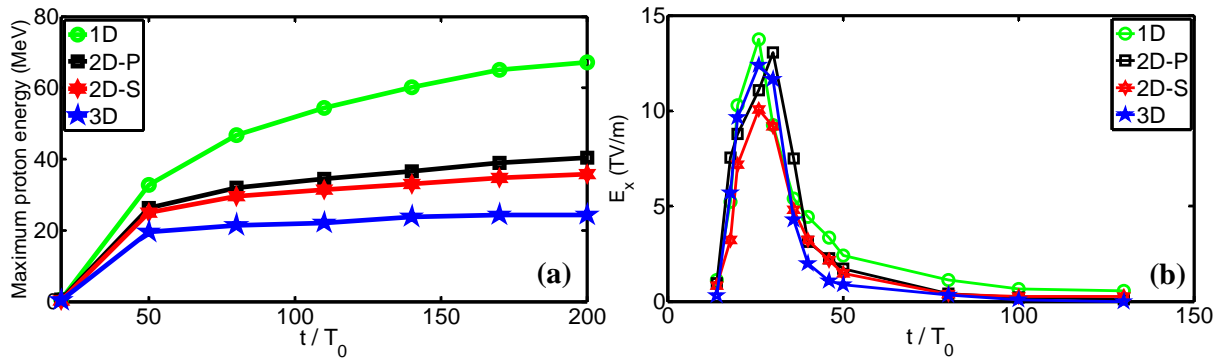 Maximum proton energy (MeV)
80
60
40
20
0
50
100
150
200
t / T0
1D
2D-P
2D-S
3D
(a)
E_x (TV/m)
15
10
5
0
0
50
100
150
t / T0
1D
2D-P
2D-S
3D
(b)